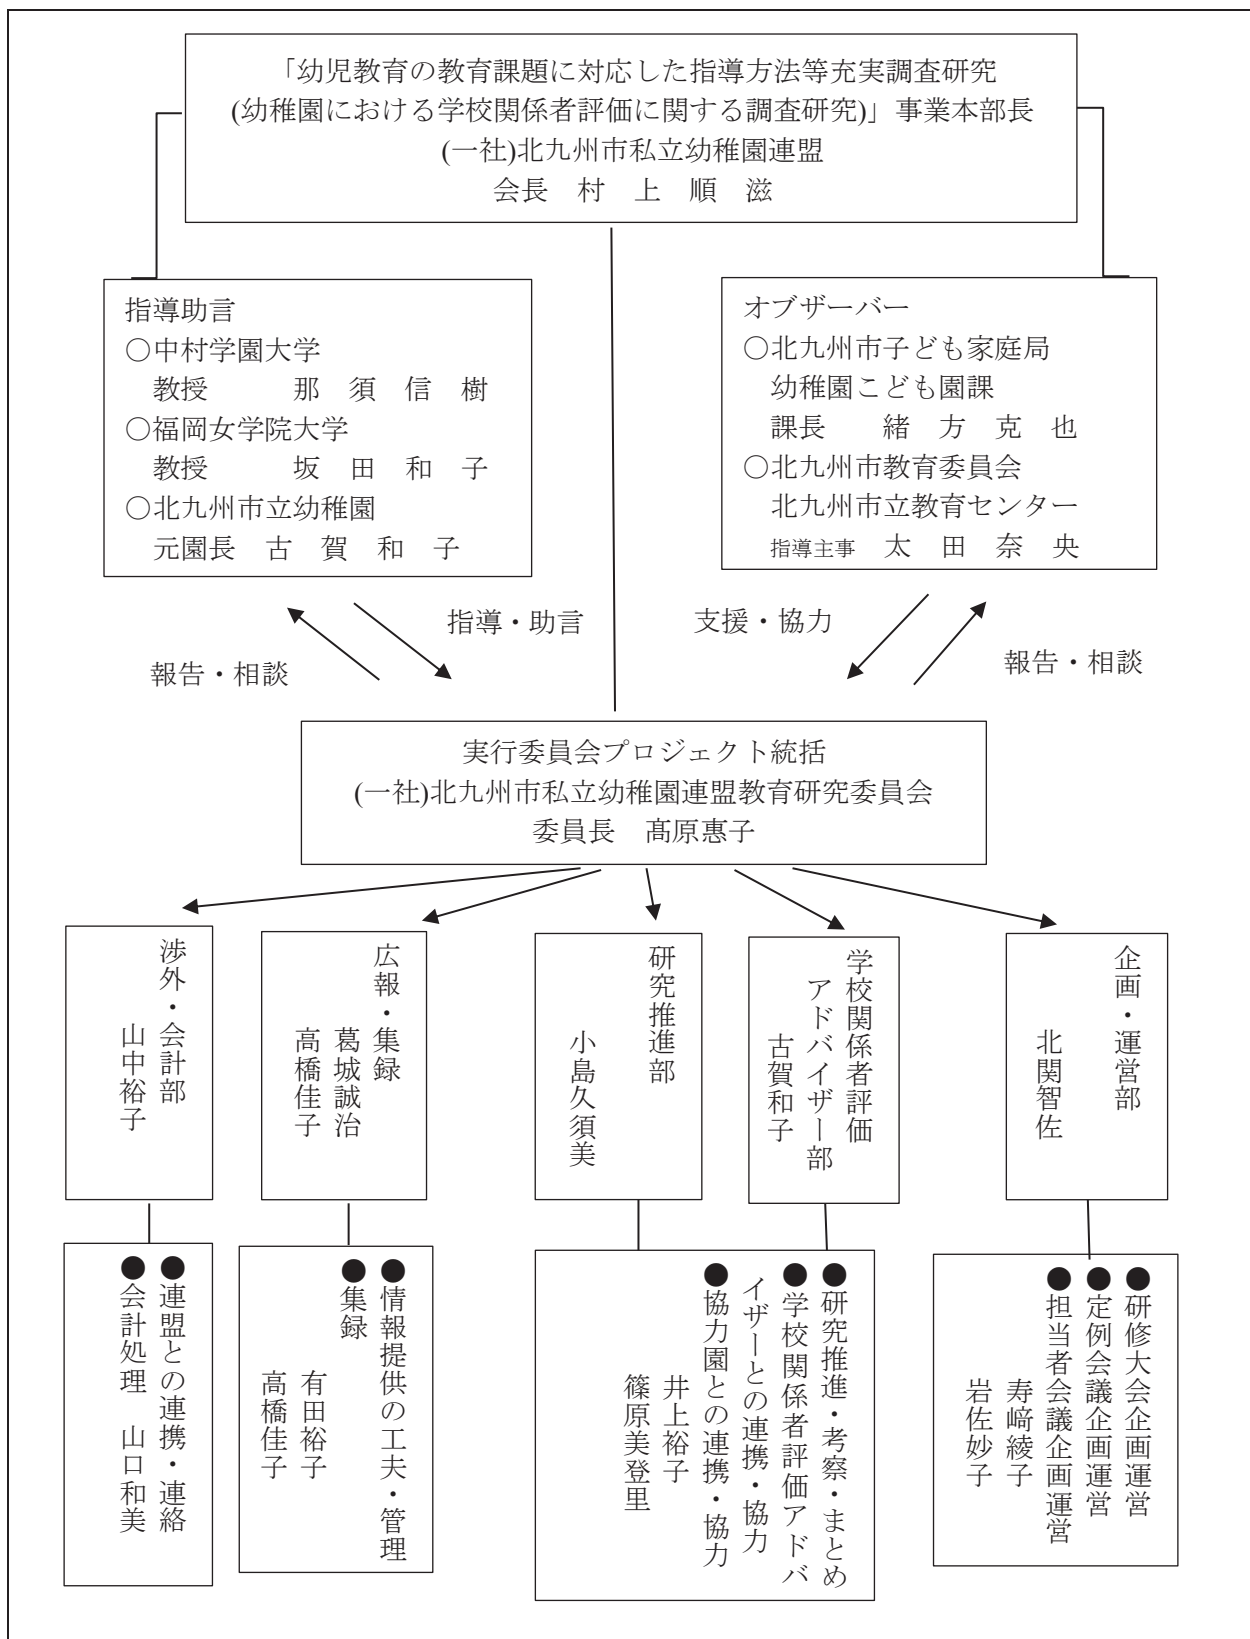 「幼児教育の教育課題に対応した指導方法等充実調査研究
(幼稚園における学校関係者評価に関する調査研究)」事業本部長
(一社)北九州市私立幼稚園連盟
会長　村　上　順　滋
指導助言
○中村学園大学
教授　　　那　須　信　樹
○福岡女学院大学
教授　　　坂　田　和　子
○北九州市立幼稚園
元園長　古　賀　和　子
オブザーバー
○北九州市子ども家庭局
幼稚園こども園課
課長　　緒　方　克　也
○北九州市教育委員会
北九州市立教育センター
指導主事　太　田　奈　央
指導・助言
報告・相談
支援・協力
報告・相談
実行委員会プロジェクト統括
(一社)北九州市私立幼稚園連盟教育研究委員会
委員長　髙原惠子
企画・運営部
北関智佐
学校関係者評価
アドバイザー部
古賀和子
研究推進部
小島久須美
広報・集録
葛城誠治
高橋佳子
渉外・会計部
山中裕子
●研修大会企画運営
●定例会議企画運営
●担当者会議企画運営
寿﨑綾子
岩佐妙子
●研究推進・考察・まとめ
●学校関係者評価アドバ
イザーとの連携・協力
●協力園との連携・協力
井上裕子
篠原美登里
●情報提供の工夫・管理
●集録
有田裕子
高橋佳子
●連盟との連携・連絡
●会計処理　山口和美